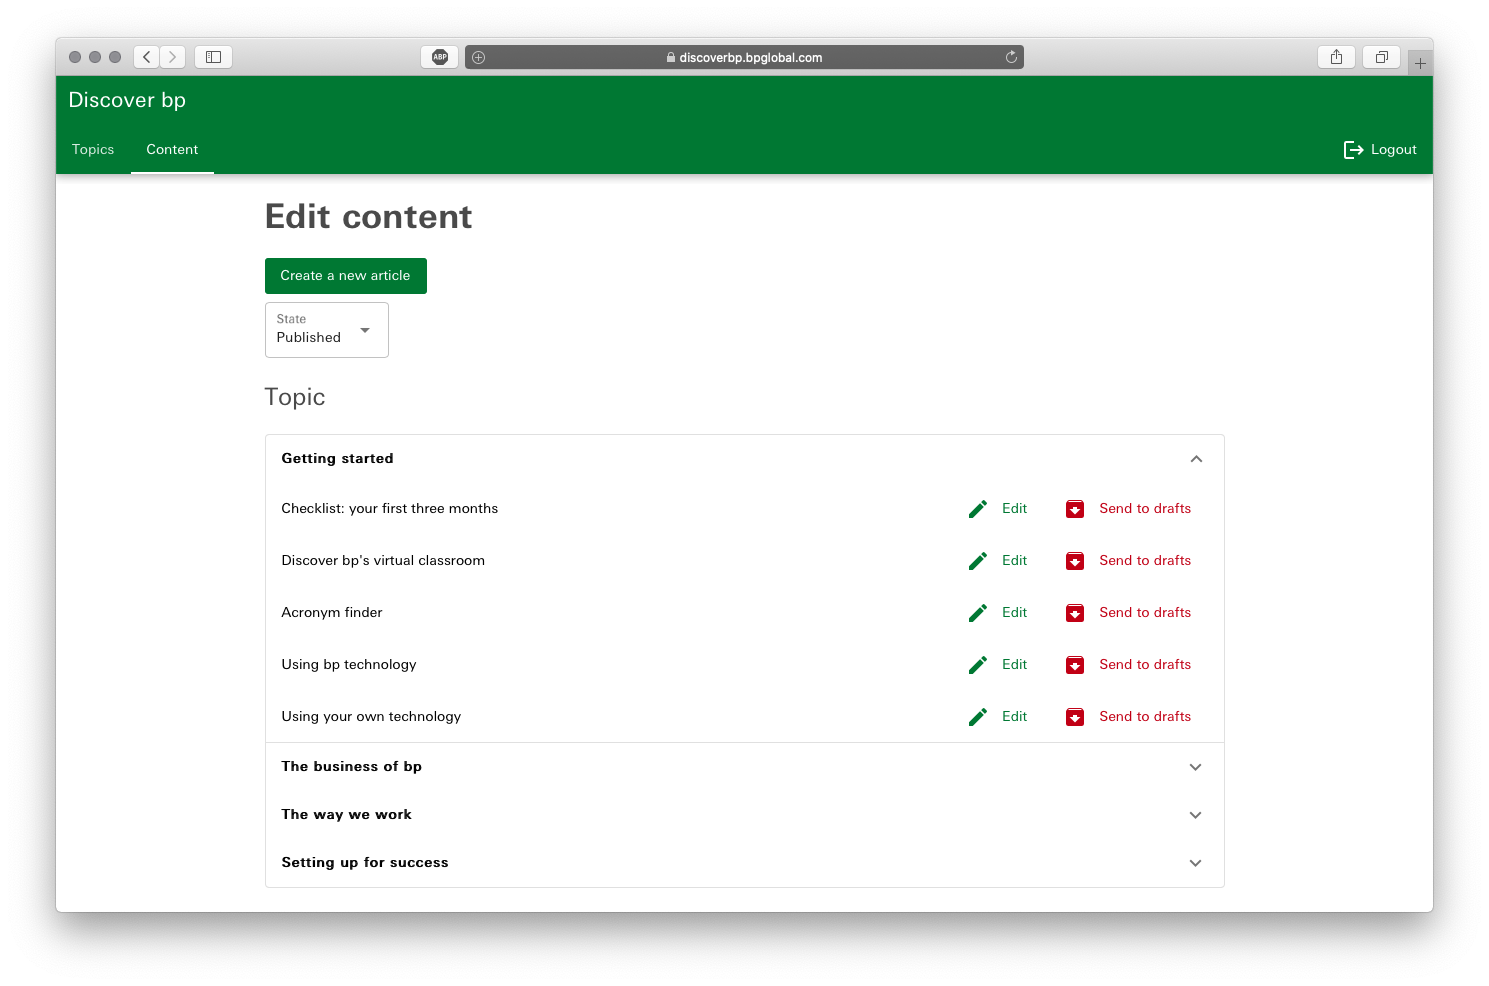 ABP
discoverbp.bpglobal.com
Discover bp
Topics Content Logout
Edit content
Create a new article
State
Published
Topic
Getting started
Checklist: your first three months Edit Send to drafts
Discover bp's virtual classroom Edit Send to drafts
Acronym finder Edit Send to drafts
Using bp technology Edit Send to drafts
Using your own technology Edit Send to drafts
The business of bp
The way we work
Setting up for success